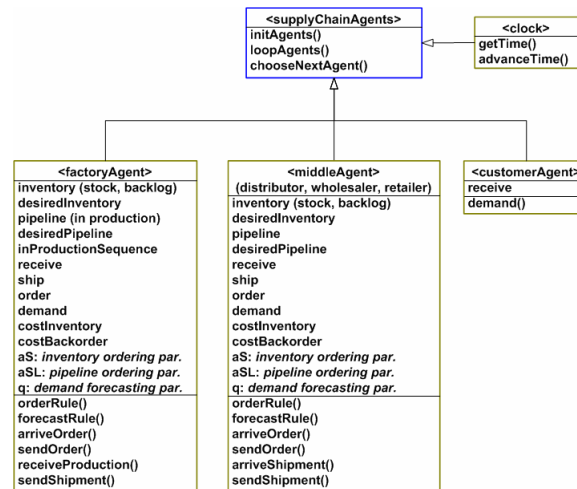 <supplyChainAgents>
initAgents()
loopAgents()
chooseNextAgent()
<clock>
getTime()
advanceTime()
<factoryAgent>
inventory (stock, backlog)
desiredInventory
pipeline (in production)
desiredPipeline
inProductionSequence
receive
ship
order
demand
costInventory
costBackorder
aS: inventory ordering par.
aSL: pipeline ordering par.
q: demand forecasting par.
orderRule()
forecastRule()
arriveOrder()
sendOrder()
receiveProduction()
sendShipment()
<middleAgent>
(distributor, wholesaler, retailer)
inventory (stock, backlog)
desiredInventory
pipeline
desiredPipeline
receive
ship
order
demand
costInventory
costBackorder
aS: inventory ordering par.
aSL: pipeline ordering par.
q: demand forecasting par.
orderRule()
forecastRule()
arriveOrder()
sendOrder()
arriveShipment()
sendShipment()
<customerAgent>
receive
demand()